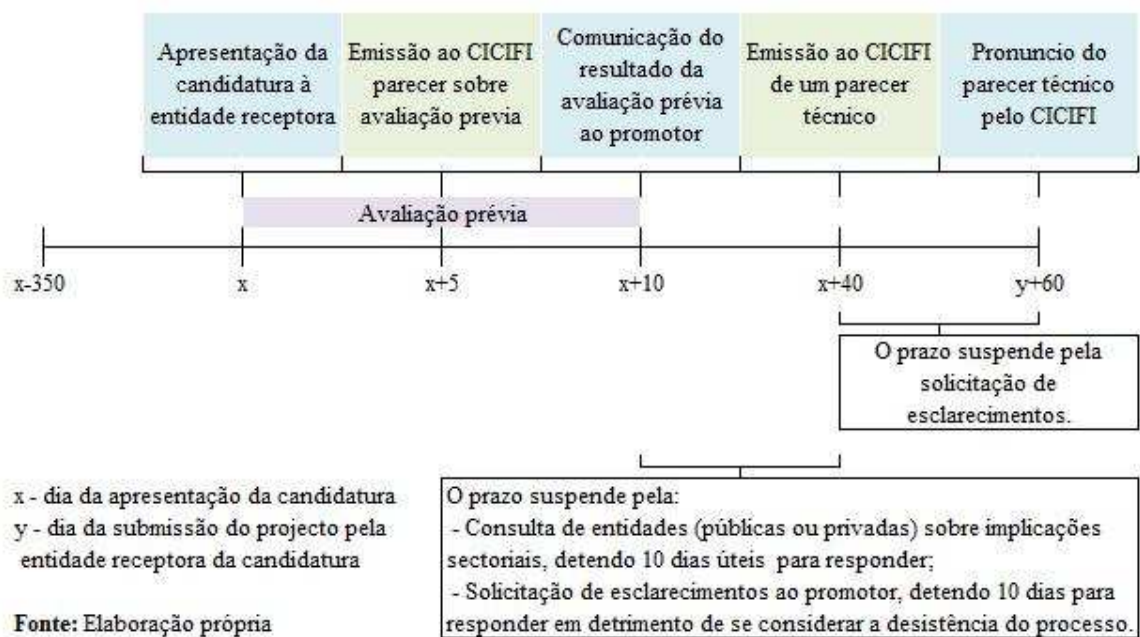 Apresentação da
candidatura à
entidade receptora
Emissão ao CICIFI
parecer sobre
avaliação previa
Comunicação do
resultado da
avaliação prévia
ao promotor
Emissão ao CICIFI
de um parecer
técnico
Pronuncio do
parecer técnico
pelo CICIFI
Avaliação prévia
x-350
x
x+5
x+10
x+40
y+60
O prazo suspende pela
solicitação de
esclarecimentos.
x - dia da apresentação da candidatura
y - dia da submissão do projecto pela
entidade receptora da candidatura
Fonte: Elaboração própria
O prazo suspende pela:
- Consulta de entidades (públicas ou privadas) sobre implicações
sectoriais, detendo 10 dias úteis para responder;
- Solicitação de esclarecimentos ao promotor, detendo 10 dias para
responder em detrimento de se considerar a desistência do processo.